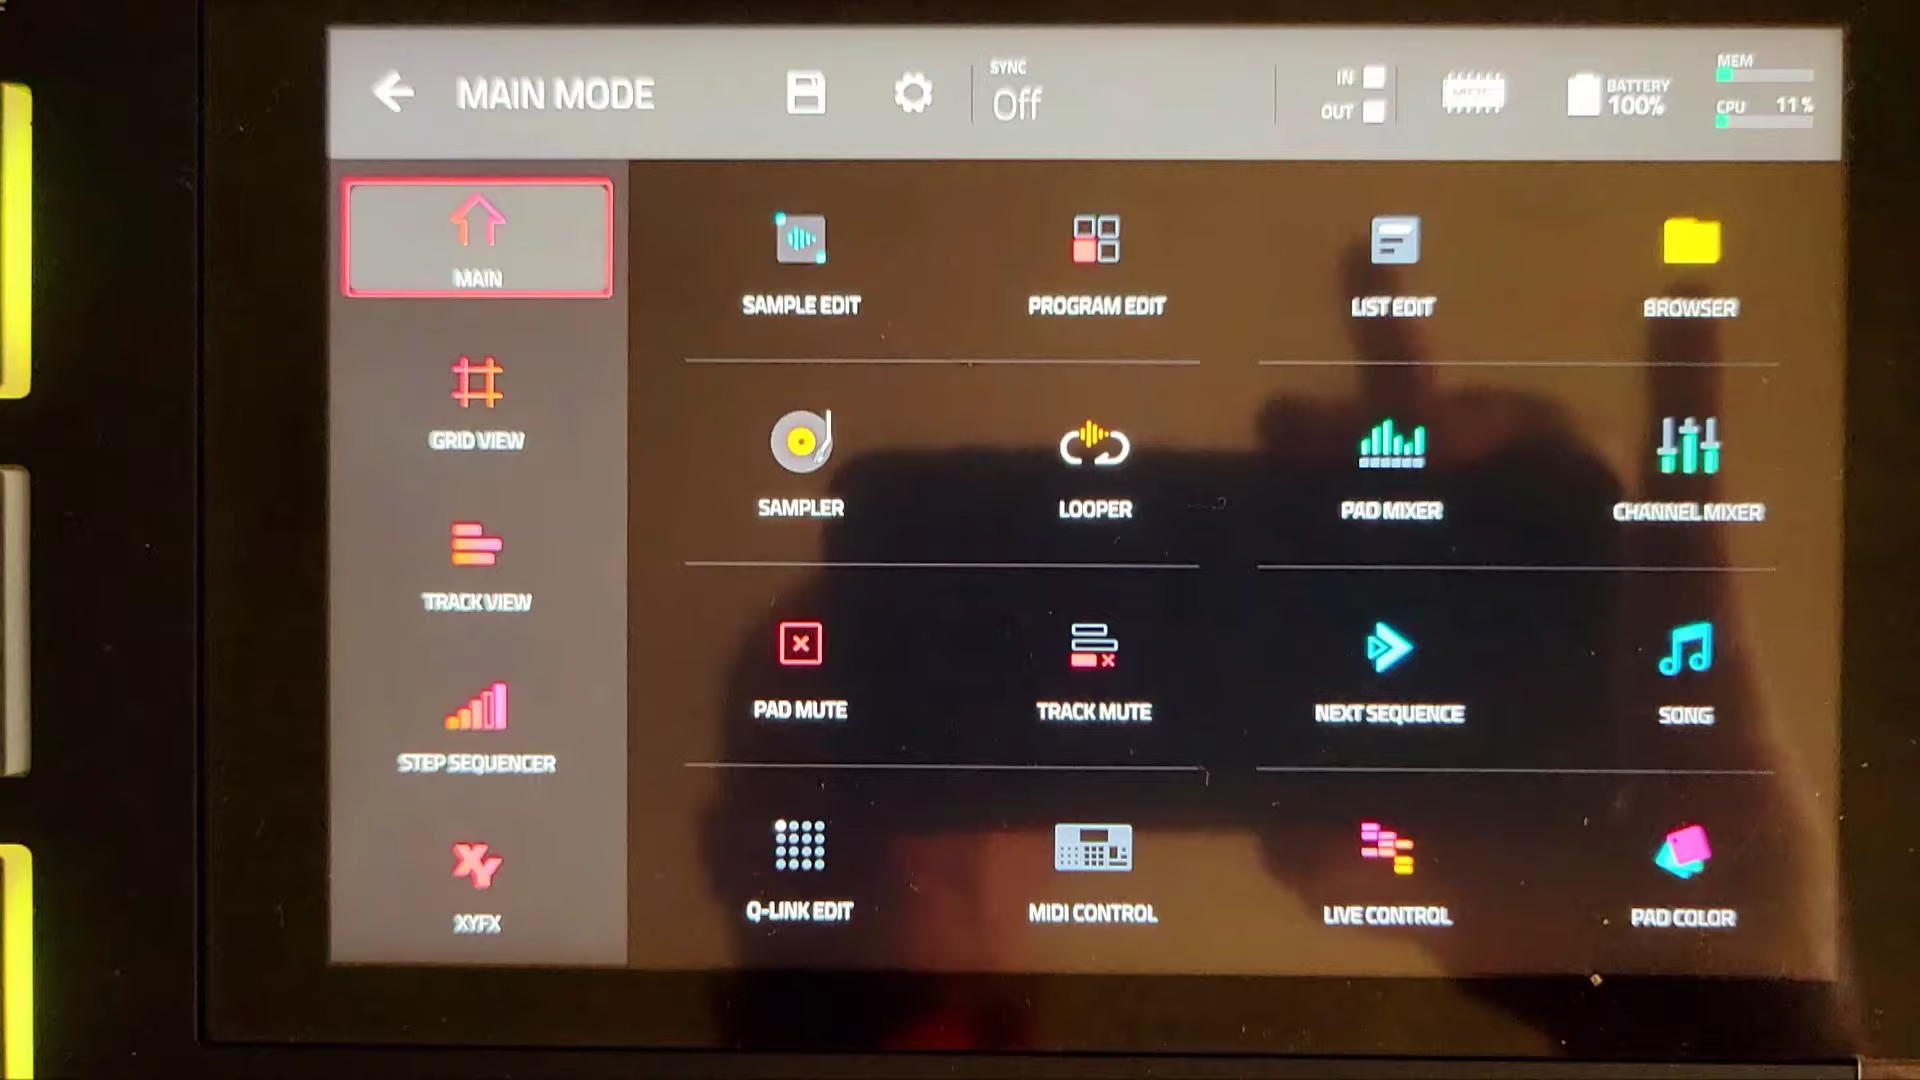 MAIN MODE
SYNC
Off
IN
OUT
BATTERY
100%
MEM
CPU 11%
MAIN
GRID VIEW
TRACK VIEW
STEP SEQUENCER
XYFX
SAMPLE EDIT
PROGRAM EDIT
LIST EDIT
BROWSER
SAMPLER
LOOPER
PAD MIXER
CHANNEL MIXER
PAD MUTE
TRACK MUTE
NEXT SEQUENCE
SONG
Q-LINK EDIT
MIDI CONTROL
LIVE CONTROL
PAD COLOR